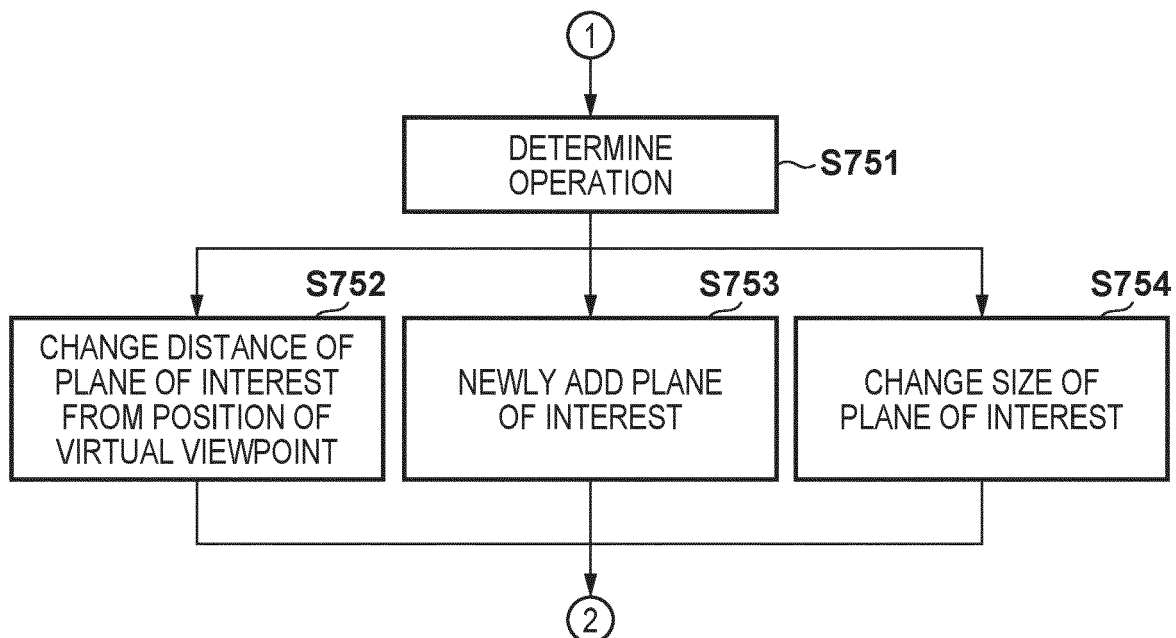 1
DETERMINE
OPERATION
S751
S752
S753
S754
CHANGE DISTANCE OF
PLANE OF INTEREST
FROM POSITION OF
VIRTUAL VIEWPOINT
NEWLY ADD PLANE
OF INTEREST
CHANGE SIZE OF
PLANE OF INTEREST
2